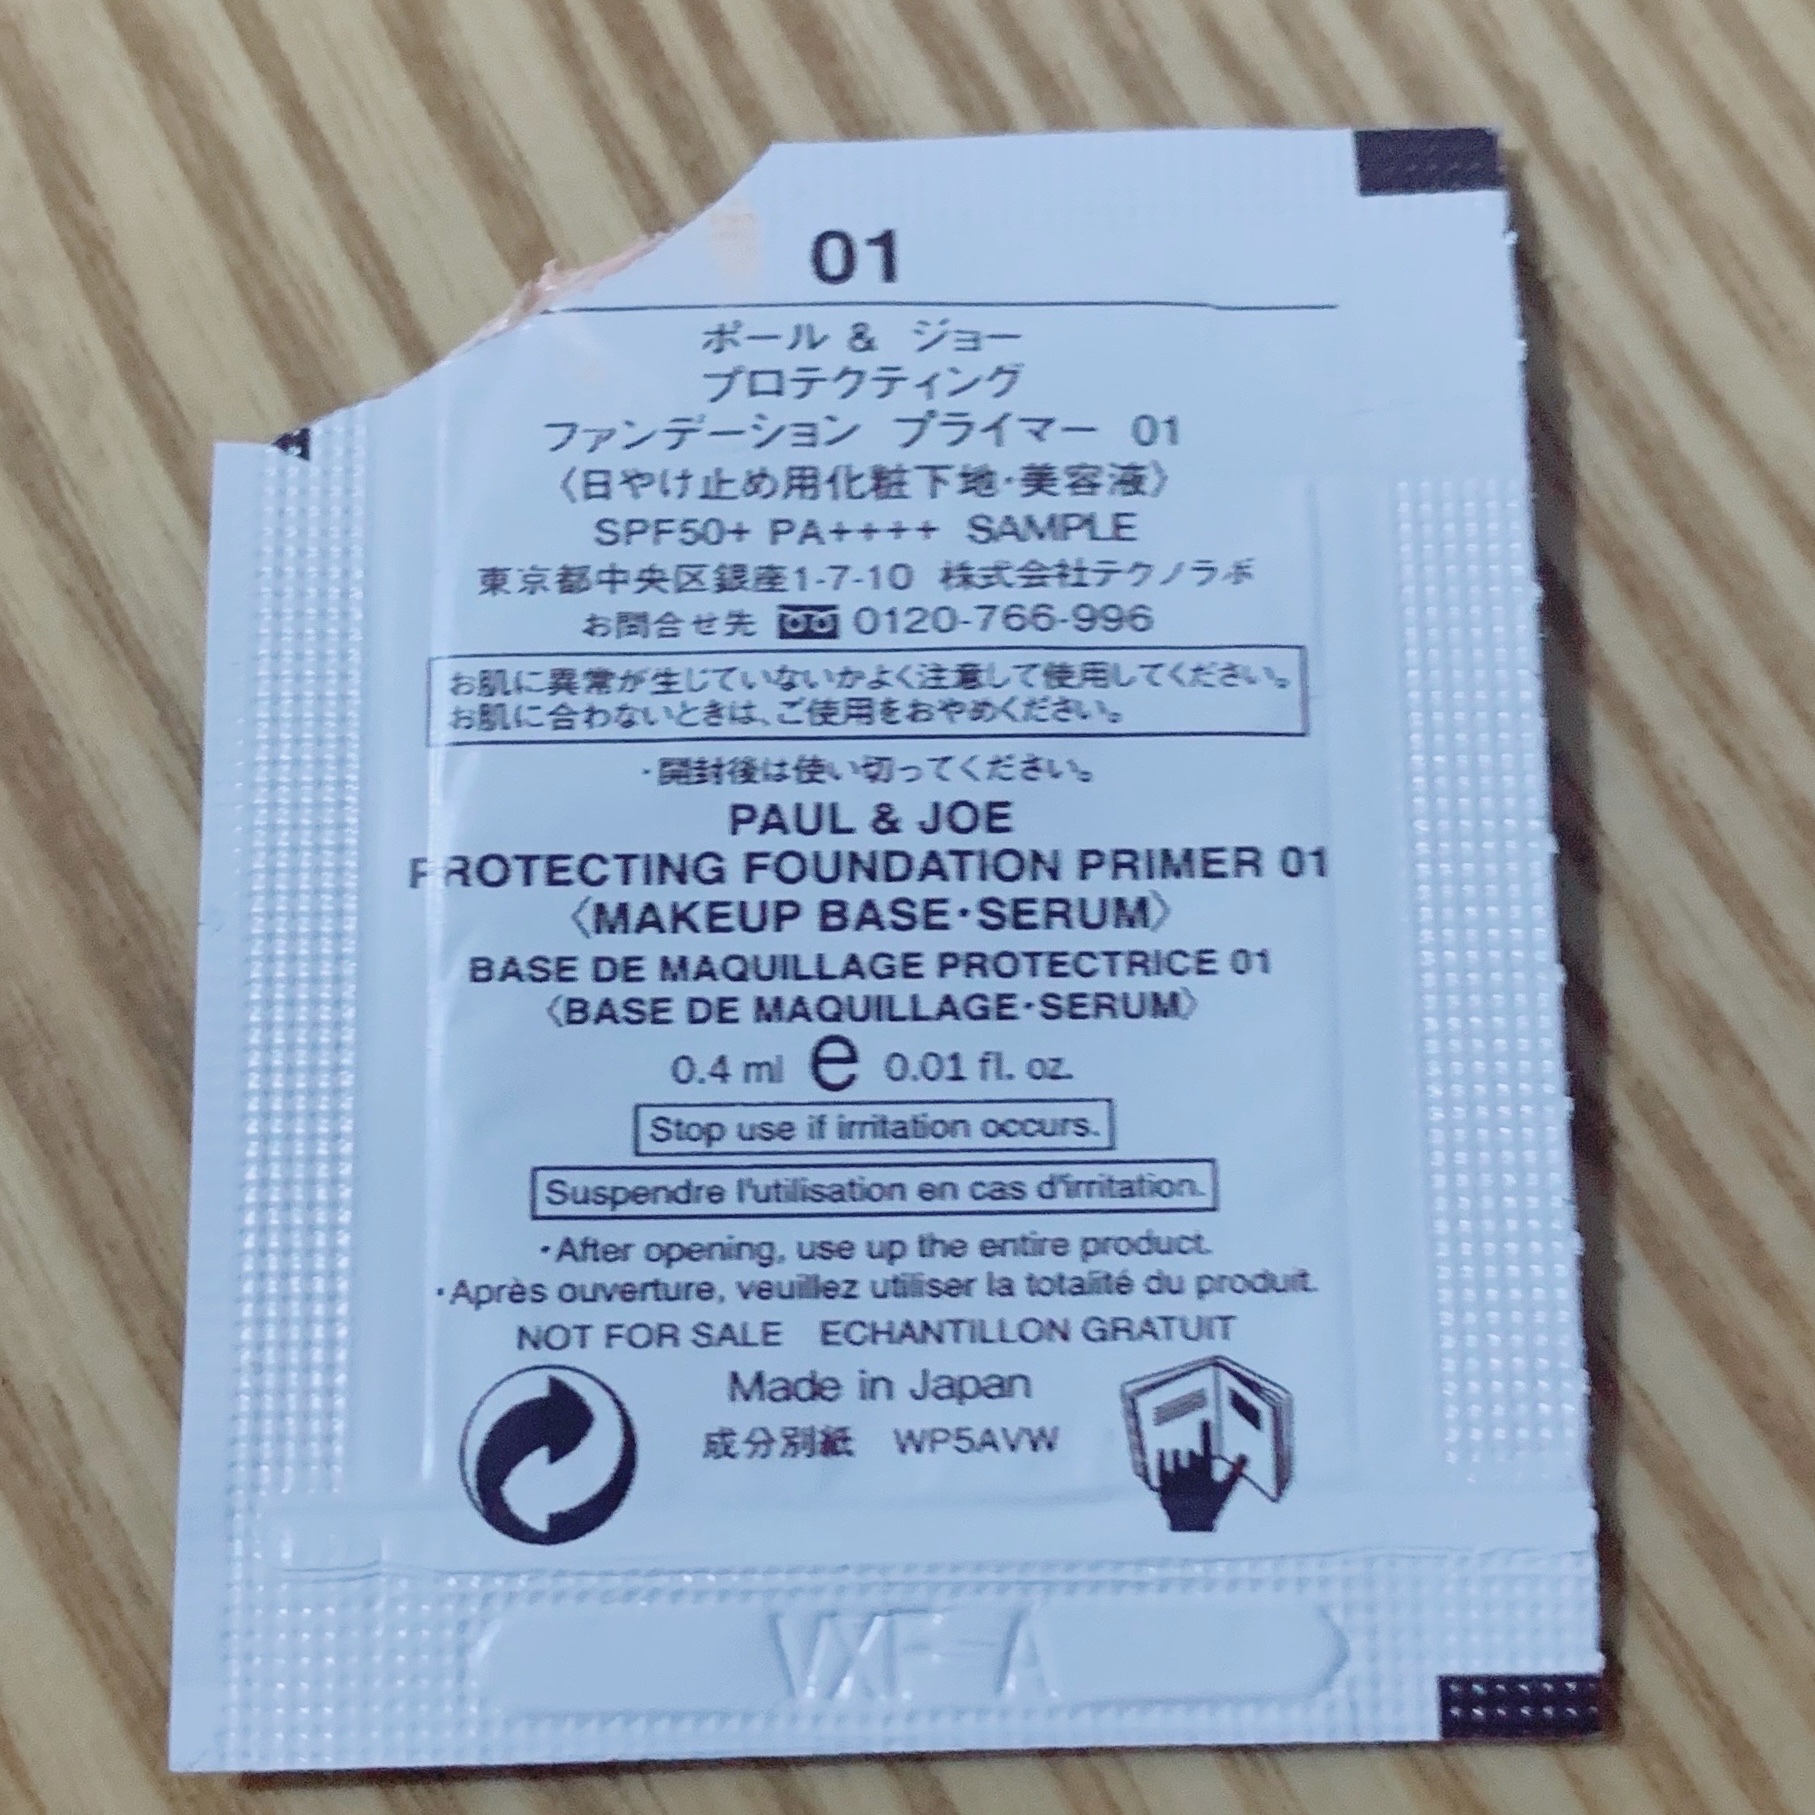 01
ポール & ジョー
プロテクティング
ファンデーション プライマー 01
〈日やけ止め用化粧下地・美容液〉
SPF50+ PA++++ SAMPLE
東京都中央区銀座1-7-10 株式会社テクノラボ
お問合せ先 0120-766-996
お肌に異常が生じていないかよく注意して使用してください。
お肌に合わないときは、ご使用をおやめください。
・開封後は使い切ってください。
PAUL & JOE
PROTECTING FOUNDATION PRIMER 01
〈MAKEUP BASE・SERUM〉
BASE DE MAQUILLAGE PROTECTRICE 01
〈BASE DE MAQUILLAGE・SERUM〉
0.4 ml e 0.01 fl. oz.
Stop use if irritation occurs.
Suspendre l'utilisation en cas d'irritation.
・After opening, use up the entire product.
・Après ouverture, veuillez utiliser la totalité du produit.
NOT FOR SALE ECHANTILLON GRATUIT
Made in Japan
成分別紙 WP5AVW